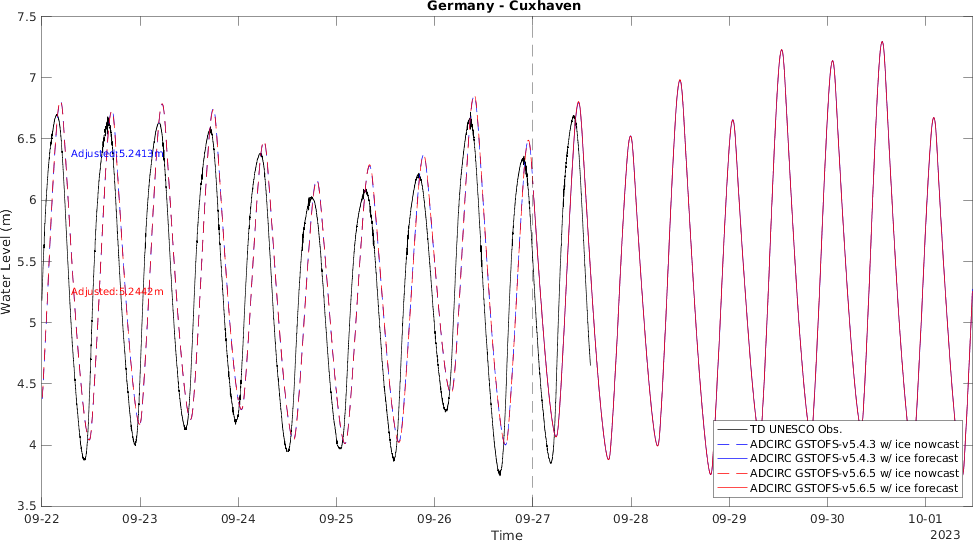 Germany - Cuxhaven
7.5
7
6.5
6
5.5
5
4.5
4
3.5
Water Level (m)
Adjusted:5.2413m
Adjusted:5.2442m
TD UNESCO Obs.
ADCIRC GSTOFS-v5.4.3 w/ ice nowcast
ADCIRC GSTOFS-v5.4.3 w/ ice forecast
ADCIRC GSTOFS-v5.6.5 w/ ice nowcast
ADCIRC GSTOFS-v5.6.5 w/ ice forecast
09-22 09-23 09-24 09-25 09-26 09-27 09-28 09-29 09-30 10-01
Time
2023